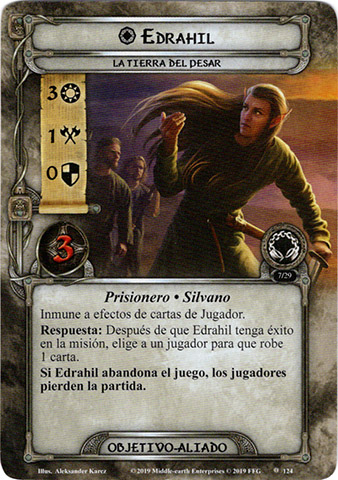 EDRAHIL
LA TIERRA DEL PESAR
3
1
0
3
7/29
Prisionero • Silvano
Inmune a efectos de cartas de Jugador.
Respuesta: Después de que Edrahil tenga éxito
en la misión, elige a un jugador para que robe
1 carta.
Si Edrahil abandona el juego, los jugadores
pierden la partida.
OBJETIVO-ALIADO
Illus. Aleksander Karcz
©2019 Middle-earth Enterprises ©2019 FFG
124